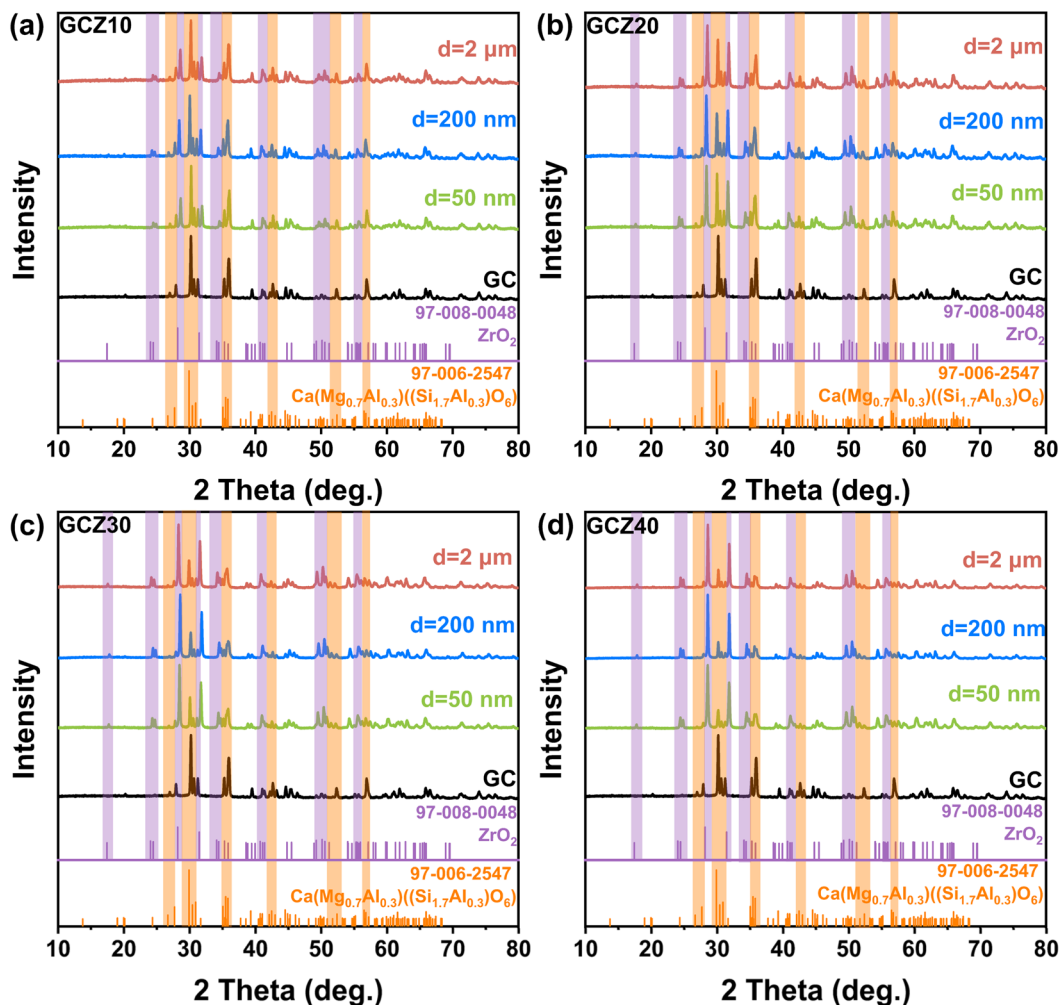 (a) GCZ10
d=2 µm
d=200 nm
d=50 nm
GC
97-008-0048
ZrO2
97-006-2547
Ca(Mg0.7Al0.3)((Si1.7Al0.3)O6)
Intensity
10 20 30 40 50 60 70 80
2 Theta (deg.)
(b) GCZ20
d=2 µm
d=200 nm
d=50 nm
GC
97-008-0048
ZrO2
97-006-2547
Ca(Mg0.7Al0.3)((Si1.7Al0.3)O6)
Intensity
10 20 30 40 50 60 70 80
2 Theta (deg.)
(c) GCZ30
d=2 µm
d=200 nm
d=50 nm
GC
97-008-0048
ZrO2
97-006-2547
Ca(Mg0.7Al0.3)((Si1.7Al0.3)O6)
Intensity
10 20 30 40 50 60 70 80
2 Theta (deg.)
(d) GCZ40
d=2 µm
d=200 nm
d=50 nm
GC
97-008-0048
ZrO2
97-006-2547
Ca(Mg0.7Al0.3)((Si1.7Al0.3)O6)
Intensity
10 20 30 40 50 60 70 80
2 Theta (deg.)